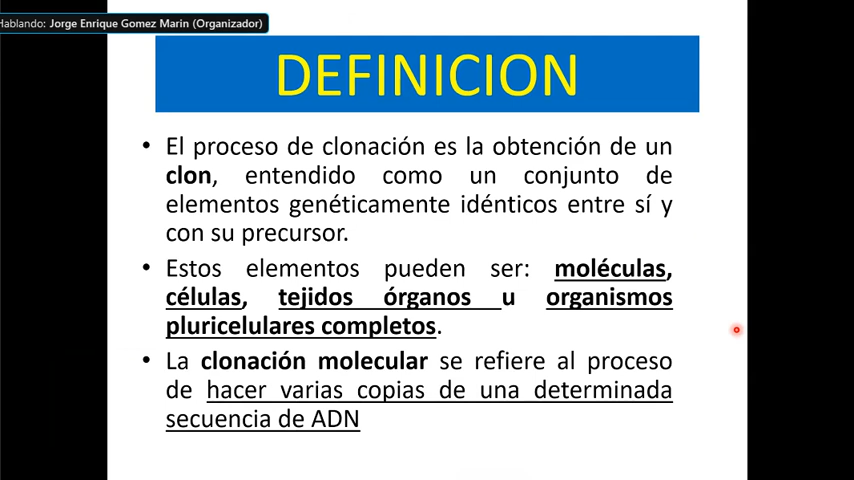 Hablando: Jorge Enrique Gomez Marin (Organizador)
DEFINICION
• El proceso de clonación es la obtención de un
clon, entendido como un conjunto de
elementos genéticamente idénticos entre sí y
con su precursor.
• Estos elementos pueden ser: moléculas,
células, tejidos órganos u organismos
pluricelulares completos.
• La clonación molecular se refiere al proceso
de hacer varias copias de una determinada
secuencia de ADN